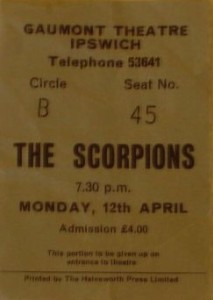 GAUMONT THEATRE
IPSWICH
Telephone 53641
Circle Seat No.
B 45
THE SCORPIONS
7.30 p.m.
MONDAY, 12th APRIL
Admission £4.00
This portion to be given up on
entrance to theatre
Printed by The Halesworth Press Limited